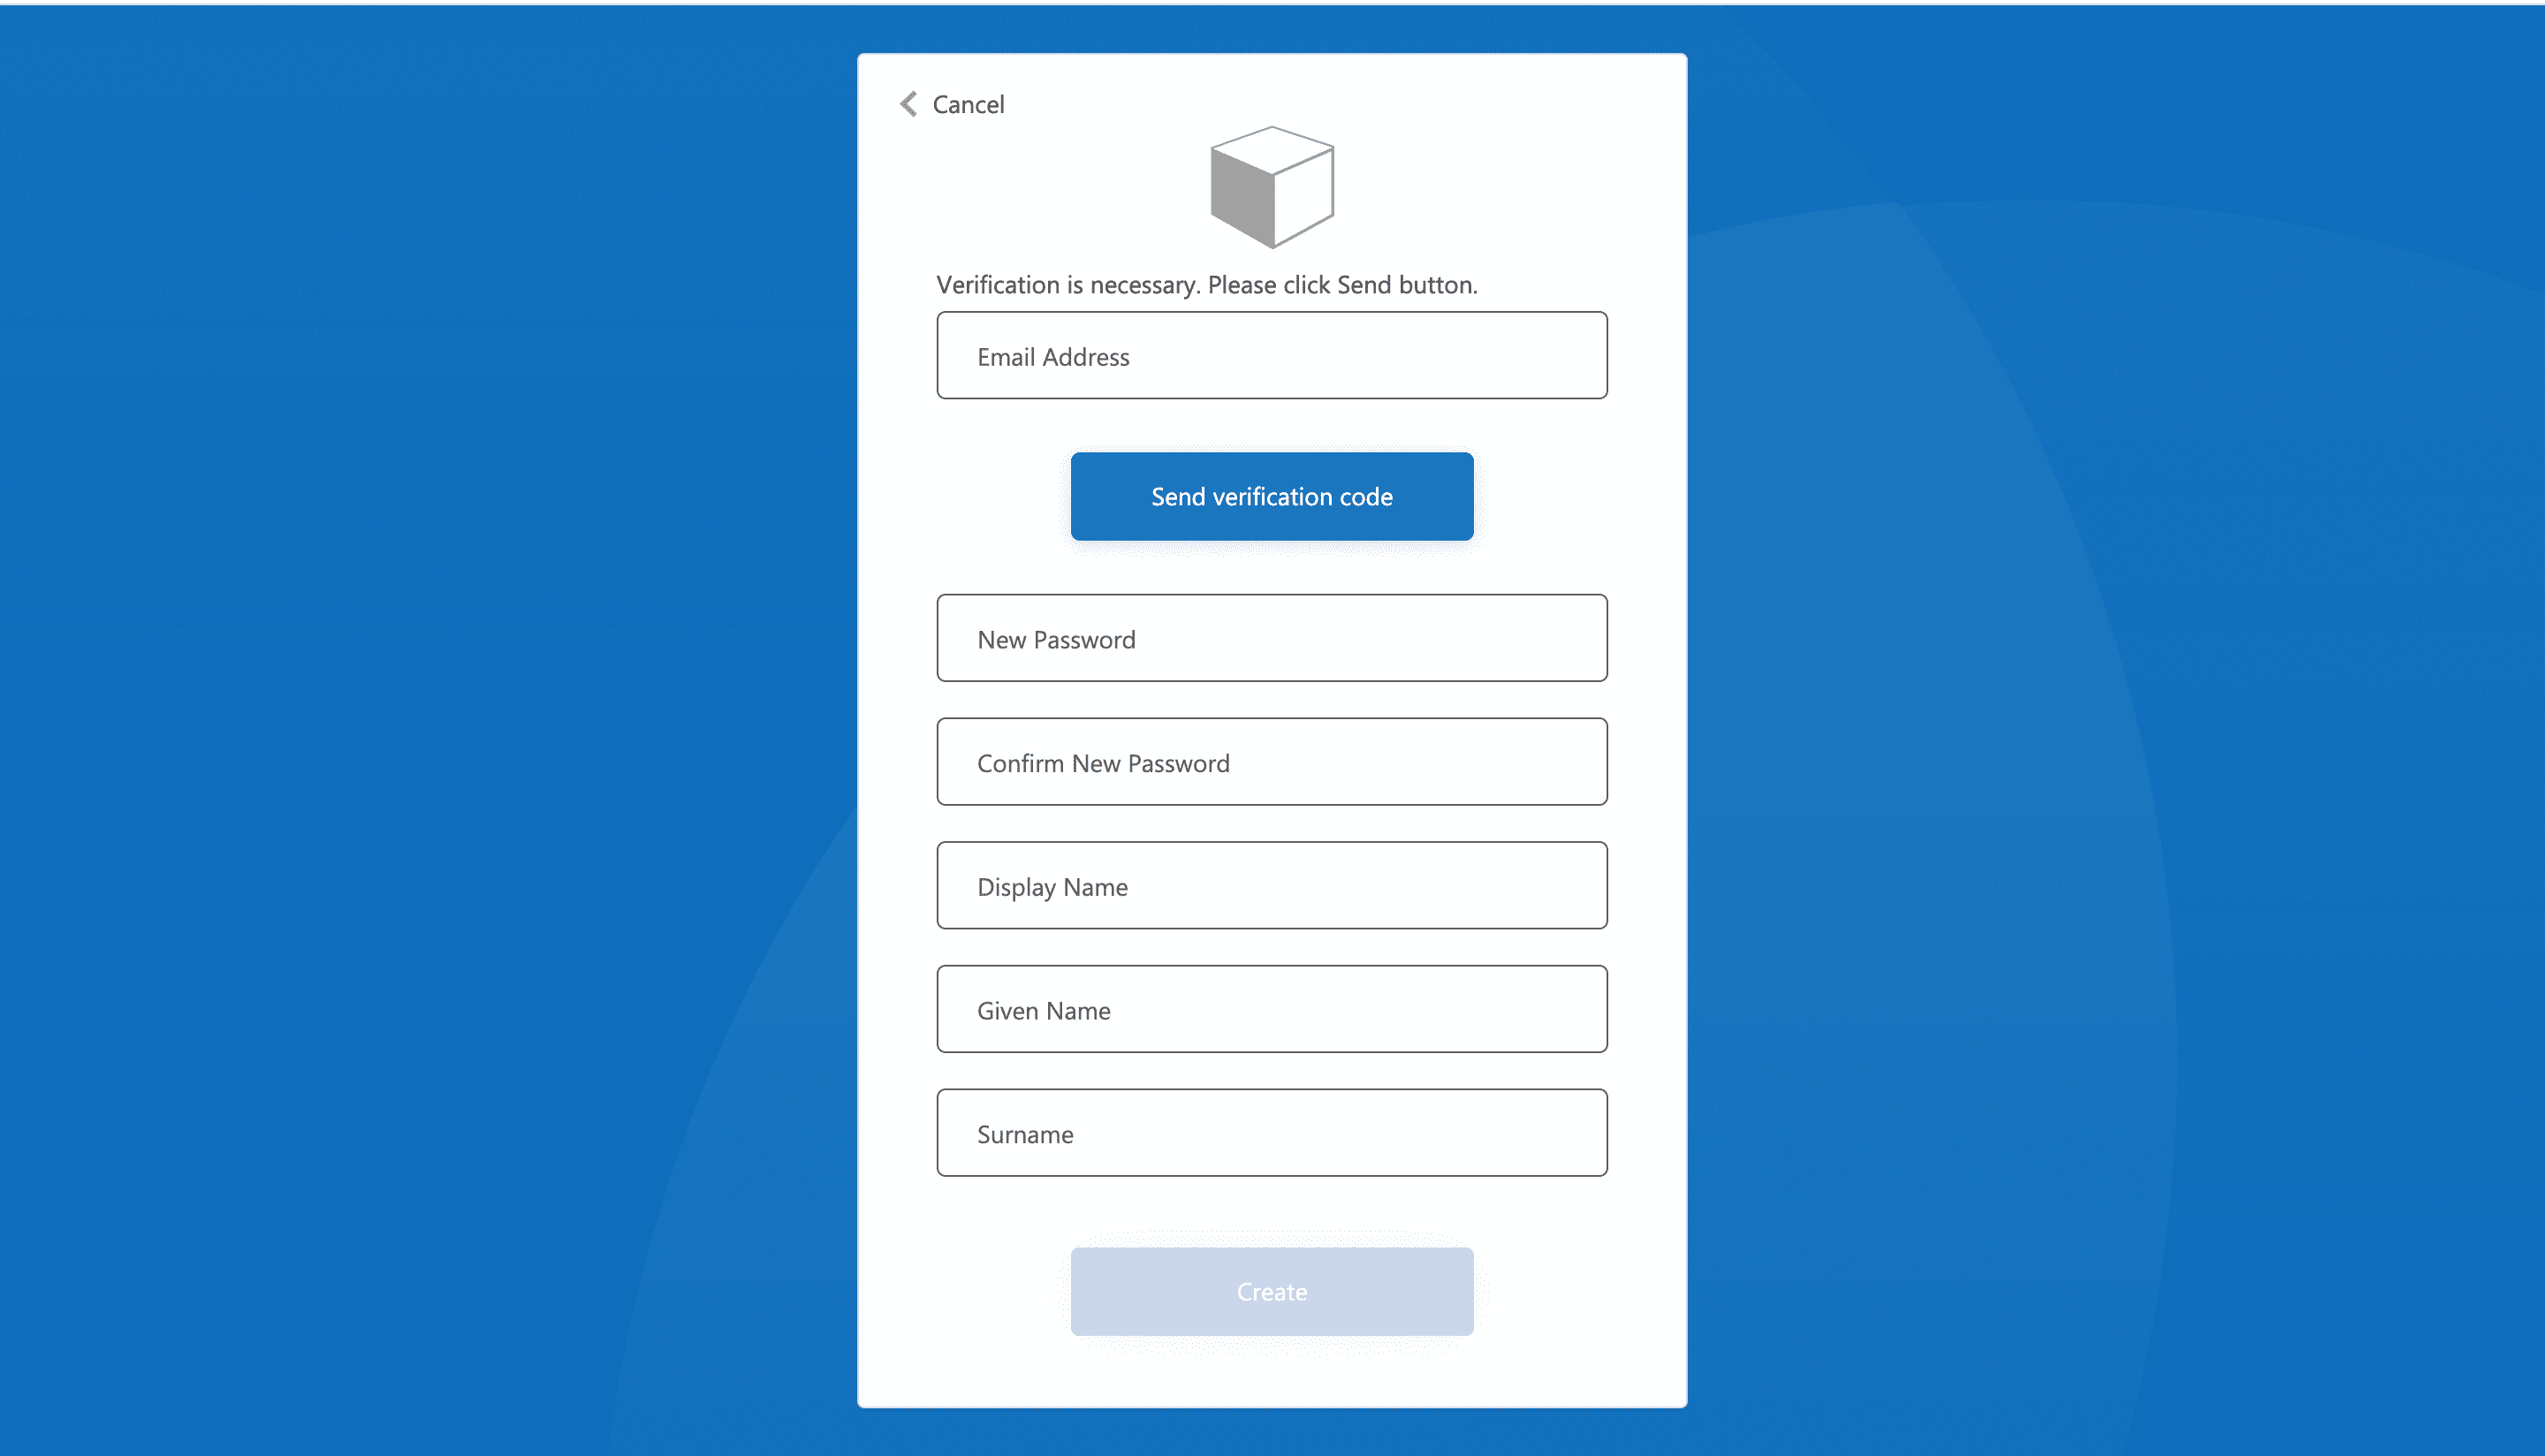 Cancel
Verification is necessary. Please click Send button.
Email Address
Send verification code
New Password
Confirm New Password
Display Name
Given Name
Surname
Create